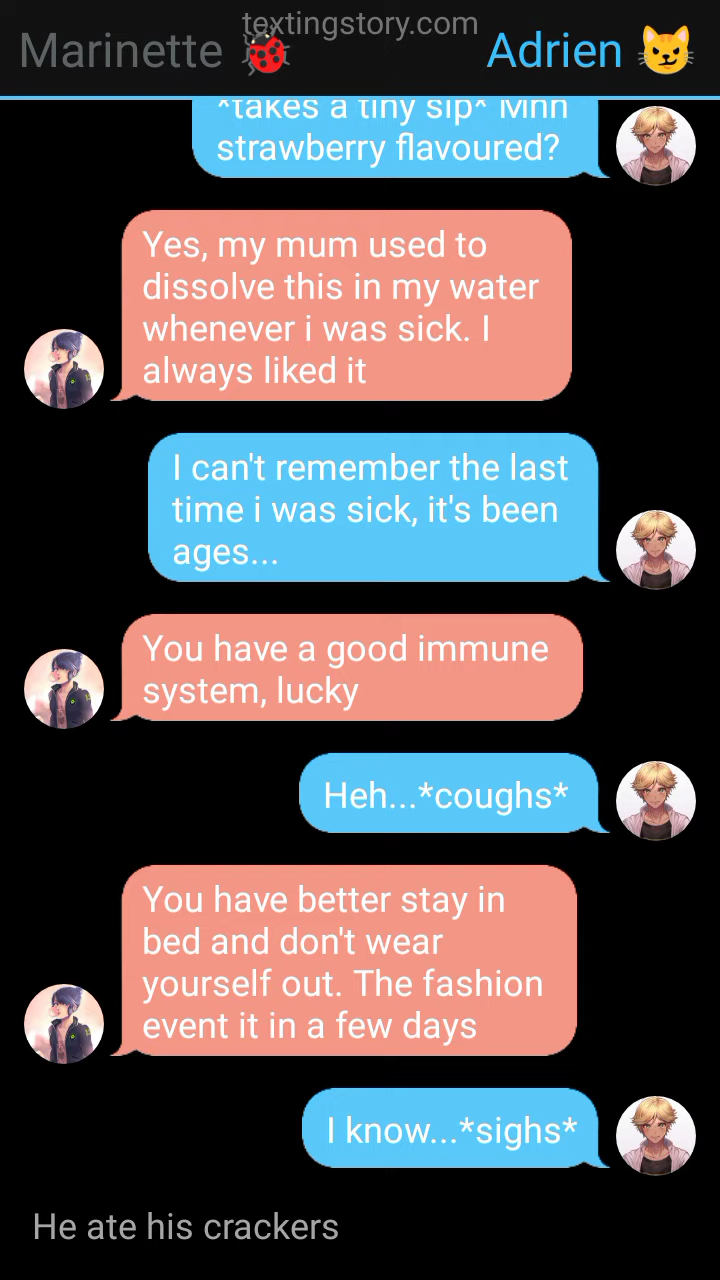 textingstory.com
Marinette
Adrien
*takes a tiny sip* Mhh
strawberry flavoured?
Yes, my mum used to
dissolve this in my water
whenever i was sick. I
always liked it
I can't remember the last
time i was sick, it's been
ages...
You have a good immune
system, lucky
Heh...*coughs*
You have better stay in
bed and don't wear
yourself out. The fashion
event it in a few days
I know...*sighs*
He ate his crackers